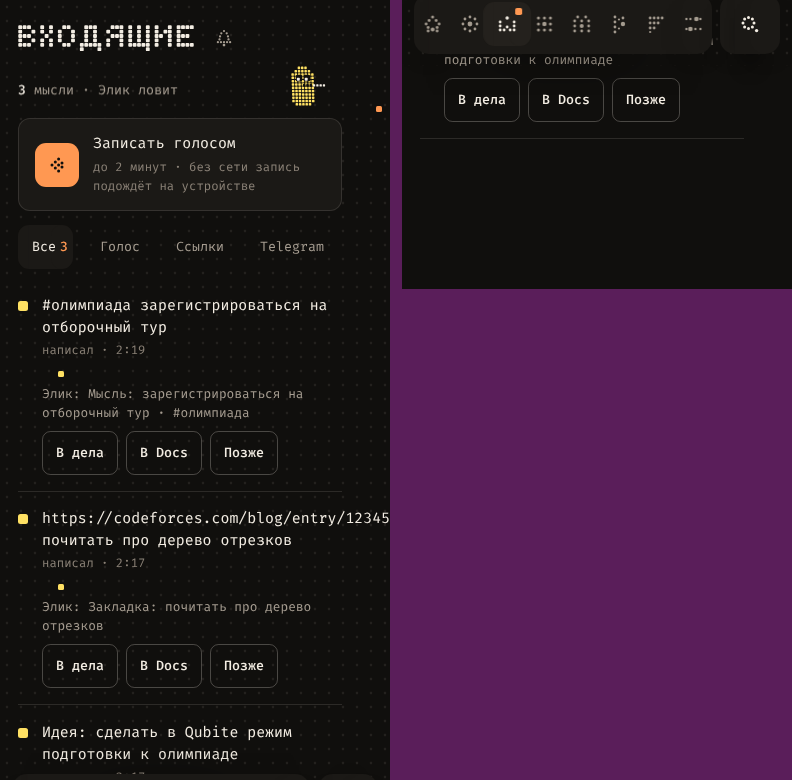 ВХОДЯЩИЕ
3 мысли · Элик ловит
Записать голосом
до 2 минут · без сети запись
подождёт на устройстве
Все 3 Голос Ссылки Telegram
#олимпиада зарегистрироваться на
отборочный тур
написал · 2:19
Элик: Мысль: зарегистрироваться на
отборочный тур · #олимпиада
В дела В Docs Позже
https://codeforces.com/blog/entry/12345
почитать про дерево отрезков
написал · 2:17
Элик: Закладка: почитать про дерево
отрезков
В дела В Docs Позже
Идея: сделать в Qubite режим
подготовки к олимпиаде
подготовки к олимпиаде
В дела В Docs Позже